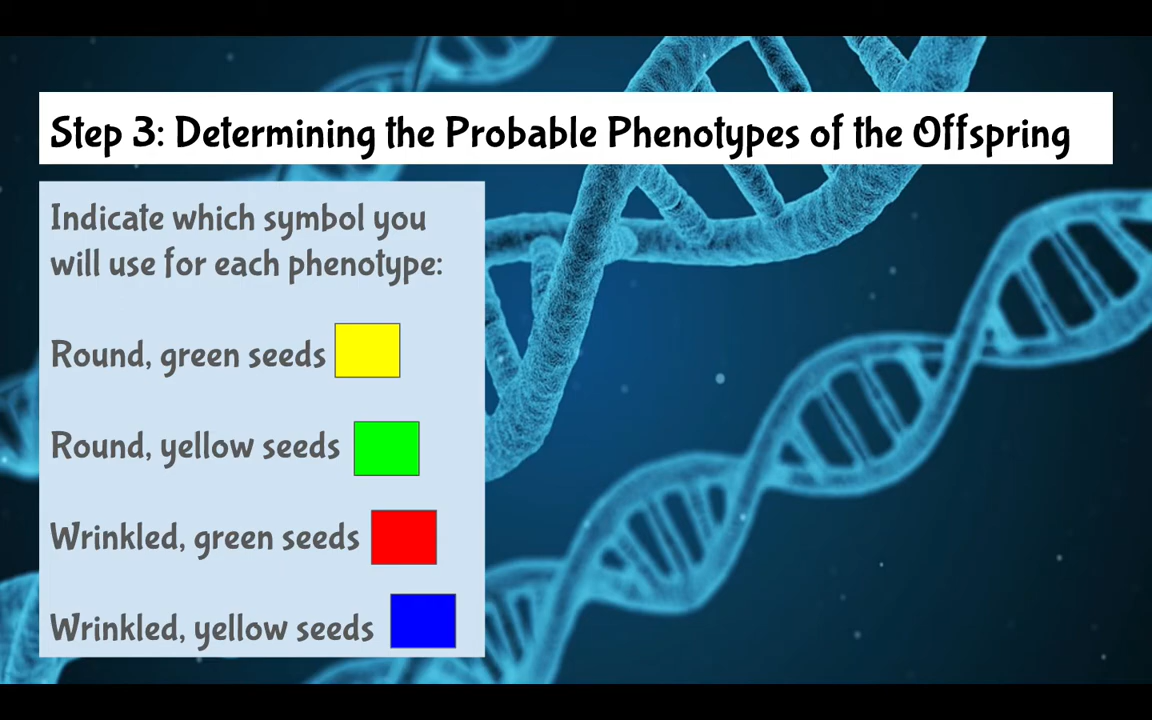 Step 3: Determining the Probable Phenotypes of the Offspring
Indicate which symbol you
will use for each phenotype:
Round, green seeds
Round, yellow seeds
Wrinkled, green seeds
Wrinkled, yellow seeds